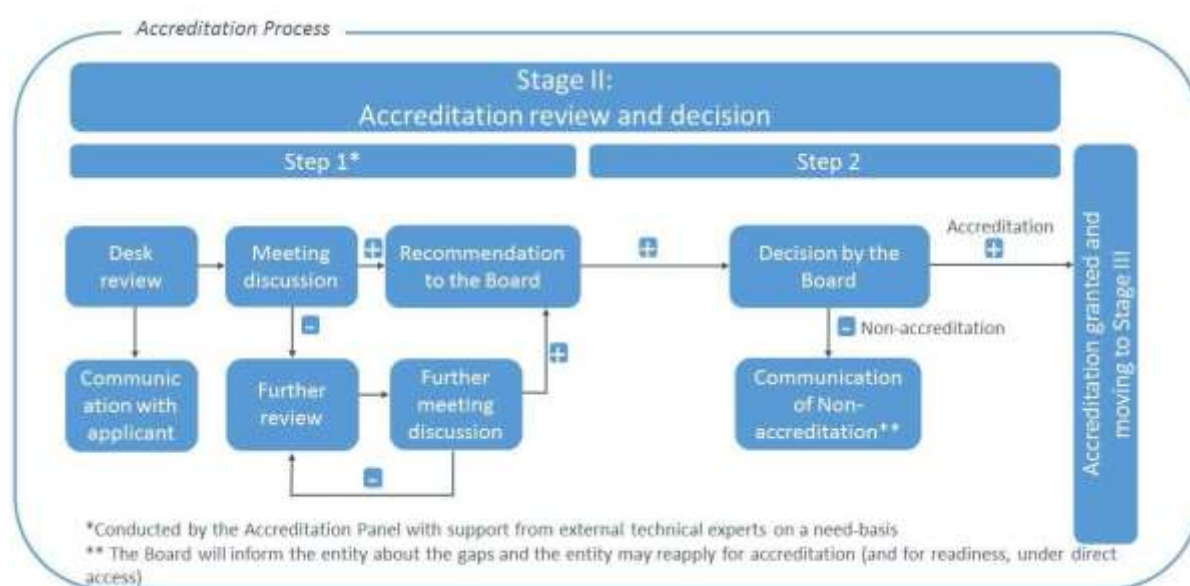 Accreditation Process
Stage II:
Accreditation review and decision
Step 1*
Step 2
Desk
review
Meeting
discussion
+
Recommendation
to the Board
+
Decision by the
Board
Accreditation
+
Accreditation granted and
moving to Stage III
-
- Non-accreditation
Communic
ation with
applicant
Further
review
Further
meeting
discussion
+
Communication
of Non-
accreditation**
-
*Conducted by the Accreditation Panel with support from external technical experts on a need-basis
** The Board will inform the entity about the gaps and the entity may reapply for accreditation (and for readiness, under direct
access)